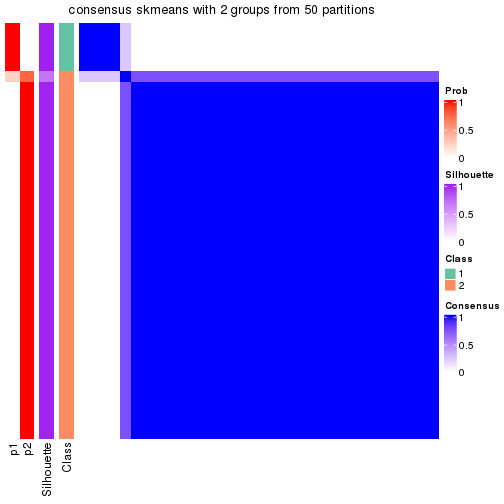 consensus skmeans with 2 groups from 50 partitions
Prob
1
0.5
0
Silhouette
1
0.5
0
Class
1
2
Consensus
1
0.5
0
p1
p2
Silhouette
Class